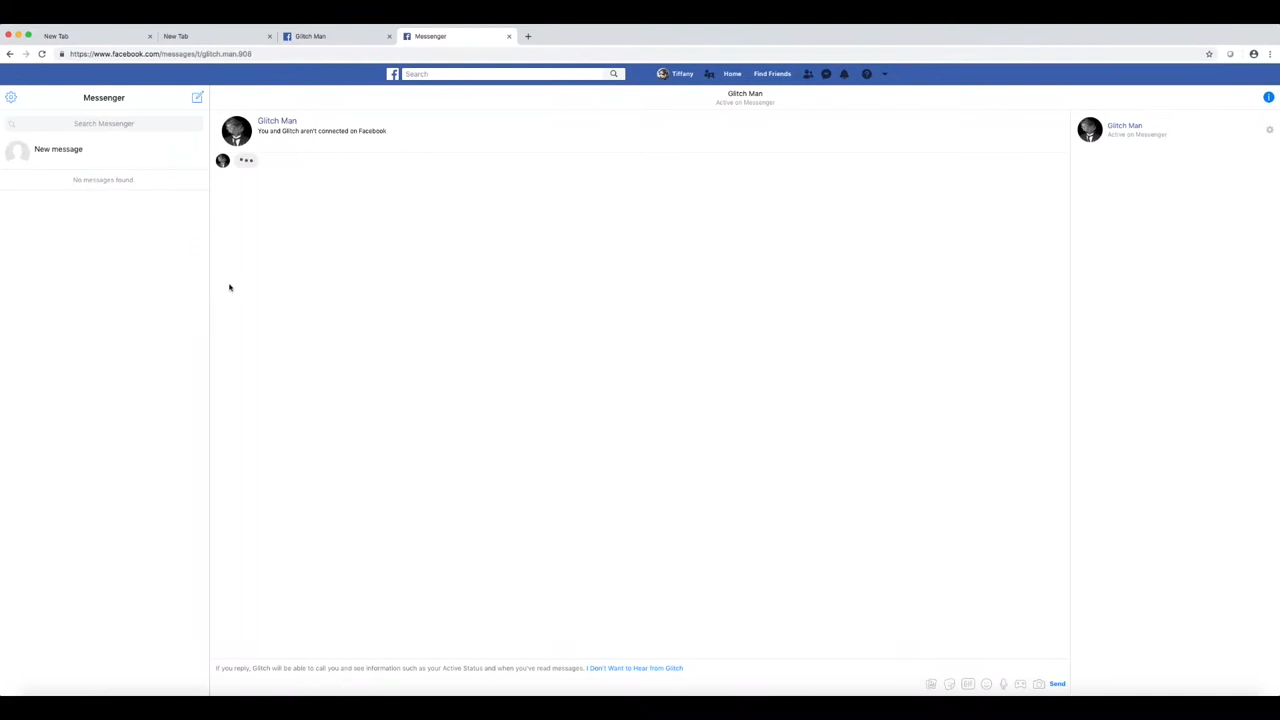 New Tab
New Tab
Glitch Man
Messenger
https://www.facebook.com/messages/t/glitch.man.908
Search
Tiffany
Home
Find Friends
Messenger
Glitch Man
Active on Messenger
Search Messenger
Glitch Man
You and Glitch aren't connected on Facebook
Glitch Man
Active on Messenger
New message
No messages found.
If you reply, Glitch will be able to call you and see information such as your Active Status and when you've read messages. I Don't Want to Hear from Glitch
GIF
Send